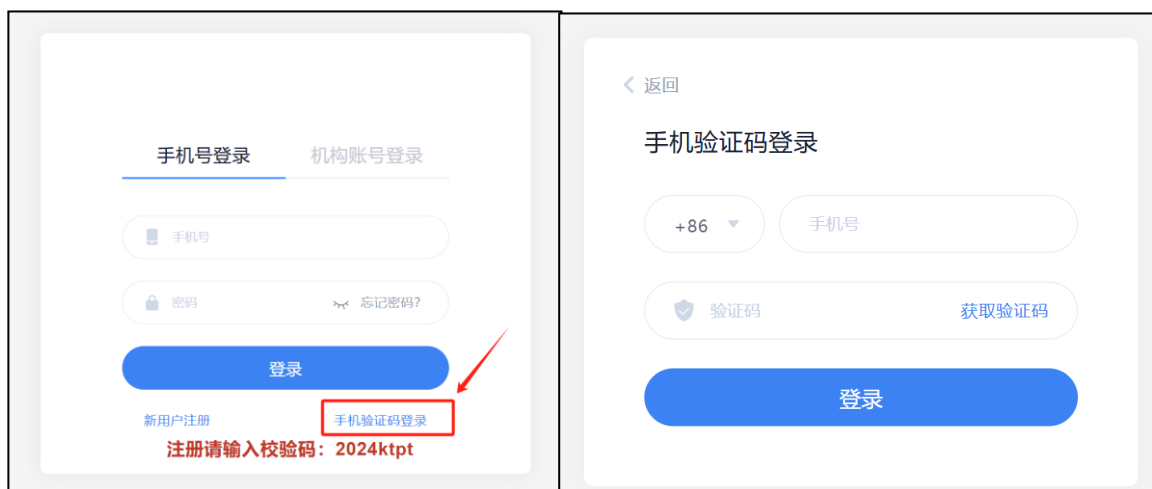 手机号登录
机构账号登录
手机号
密码
忘记密码?
登录
新用户注册
手机验证码登录
注册请输入校验码：2024ktpt
返回
手机验证码登录
+86
手机号
验证码
获取验证码
登录